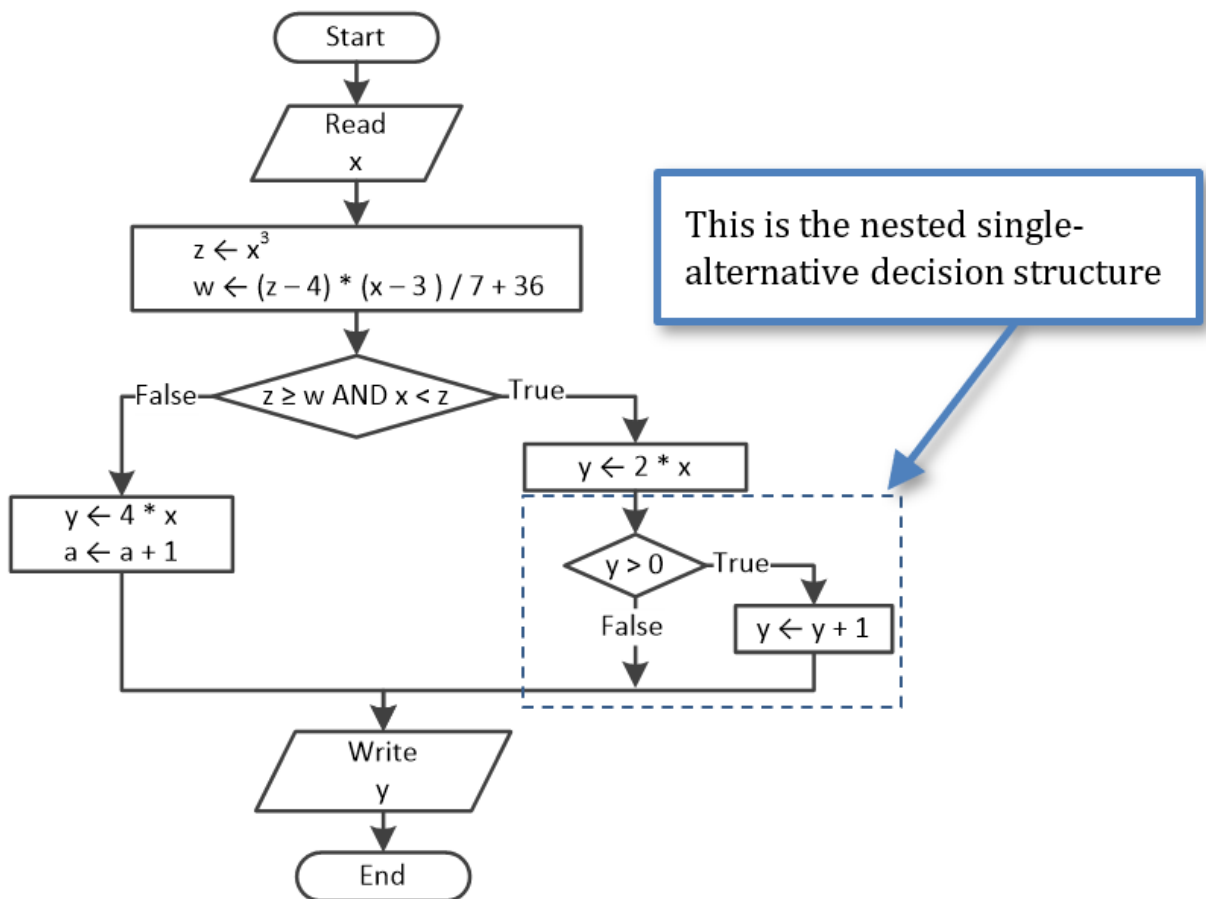 Start
Read
x
z ← x³
w ← (z – 4) * (x – 3 ) / 7 + 36
This is the nested single-
alternative decision structure
False
z ≥ w AND x < z
True
y ← 2 * x
y ← 4 * x
a ← a + 1
y > 0
True
False
y ← y + 1
Write
y
End